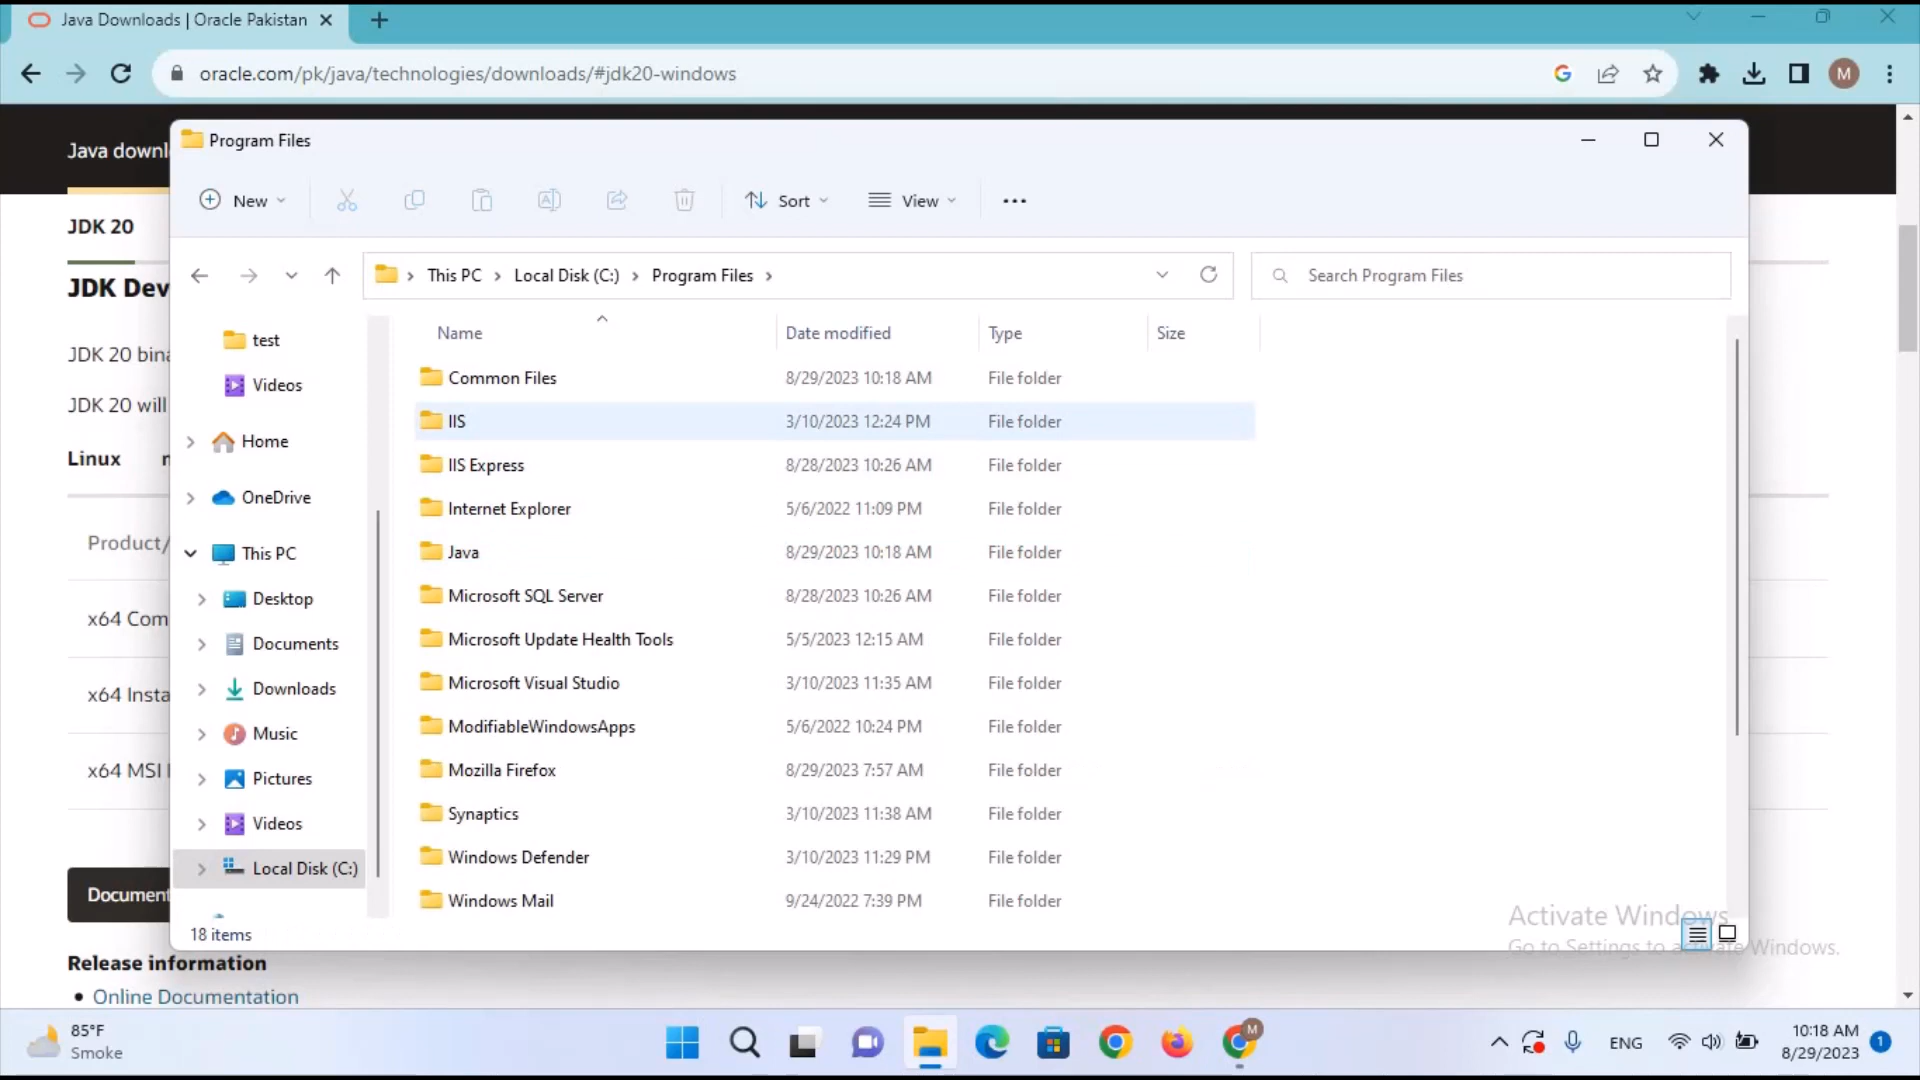 Java Downloads | Oracle Pakistan
oracle.com/pk/java/technologies/downloads/#jdk20-windows
M
Java downl
Program Files
New
Sort
View
JDK 20
This PC
Local Disk (C:)
Program Files
Search Program Files
JDK Dev
JDK 20 bina
JDK 20 will
Linux
Product/
x64 Com
x64 Insta
x64 MSI I
Document
test
Videos
Home
OneDrive
This PC
Desktop
Documents
Downloads
Music
Pictures
Videos
Local Disk (C:)
Name Date modified Type Size
Common Files 8/29/2023 10:18 AM File folder
IIS 3/10/2023 12:24 PM File folder
IIS Express 8/28/2023 10:26 AM File folder
Internet Explorer 5/6/2022 11:09 PM File folder
Java 8/29/2023 10:18 AM File folder
Microsoft SQL Server 8/28/2023 10:26 AM File folder
Microsoft Update Health Tools 5/5/2023 12:15 AM File folder
Microsoft Visual Studio 3/10/2023 11:35 AM File folder
ModifiableWindowsApps 5/6/2022 10:24 PM File folder
Mozilla Firefox 8/29/2023 7:57 AM File folder
Synaptics 3/10/2023 11:38 AM File folder
Windows Defender 3/10/2023 11:29 PM File folder
Windows Mail 9/24/2022 7:39 PM File folder
18 items
Activate Windows
Go to Settings to activate Windows.
Release information
• Online Documentation
85°F
Smoke
M
ENG
10:18 AM
8/29/2023
1